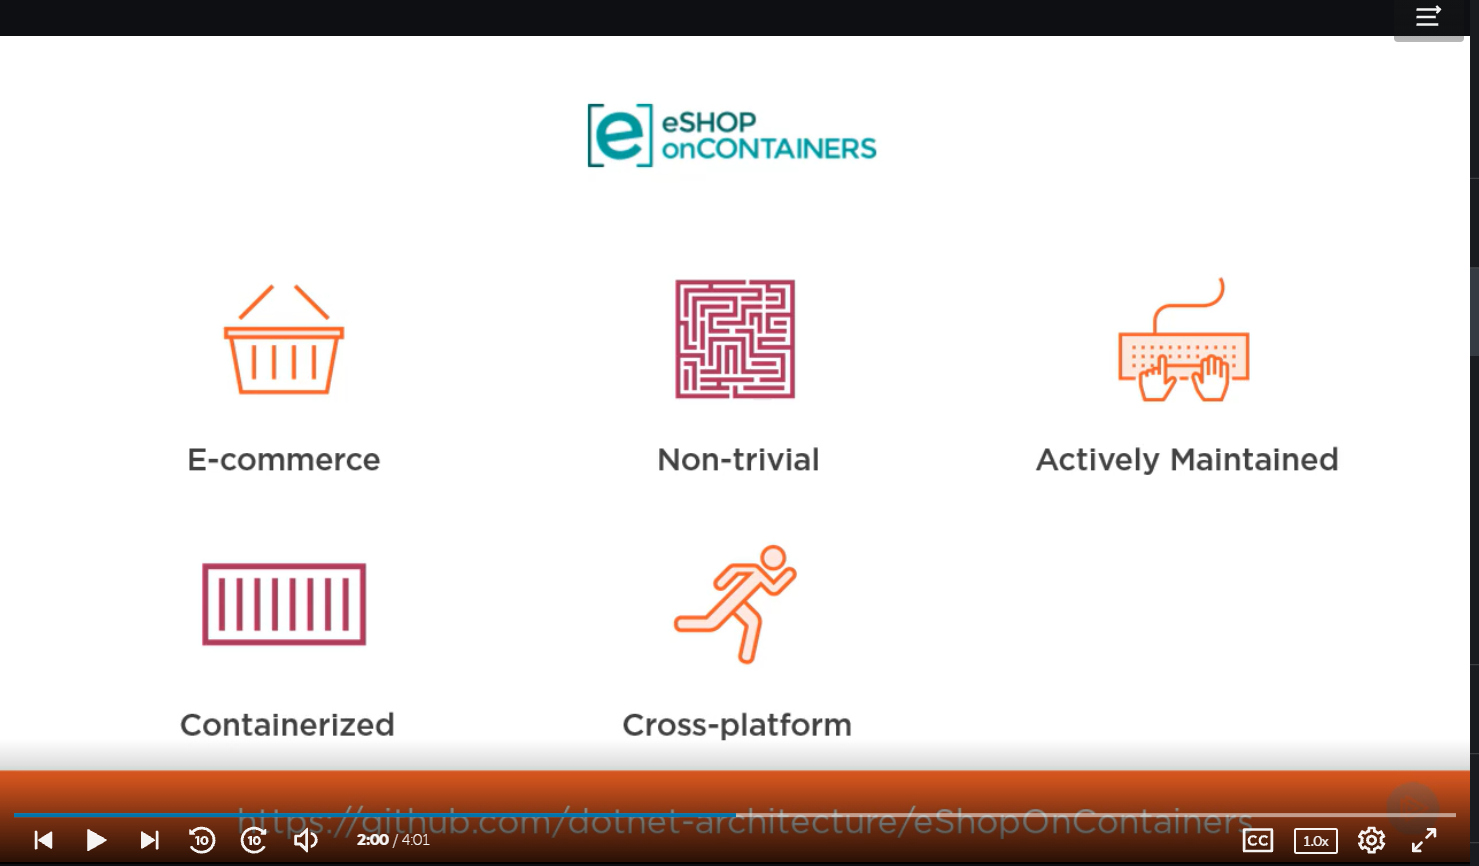 eSHOP
onCONTAINERS
E-commerce
Non-trivial
Actively Maintained
Containerized
Cross-platform
https://github.com/dotnet-architecture/eShopOnContainers
10
10
2:00 / 4:01
CC
1.0x